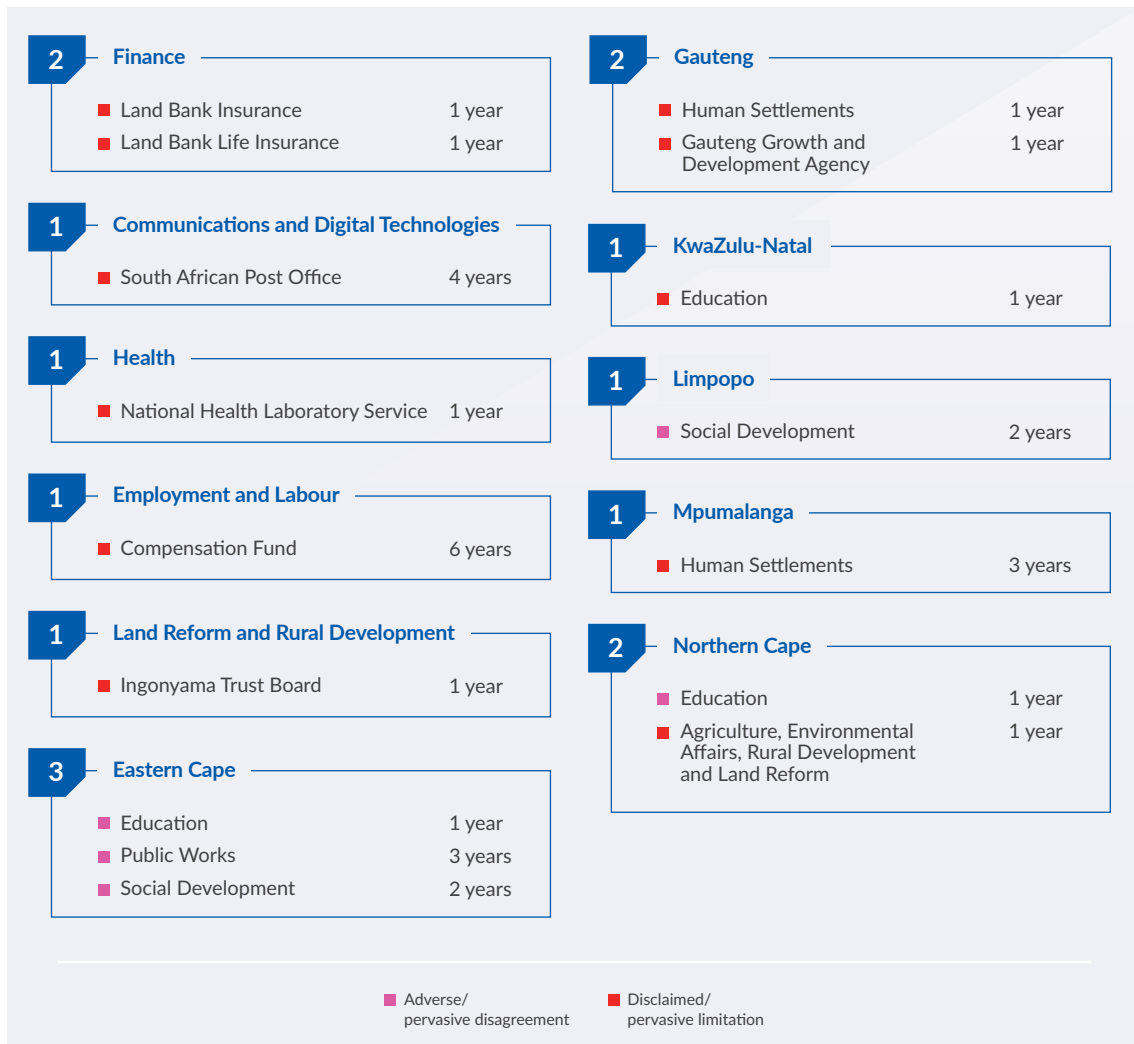 2 Finance
Land Bank Insurance 1 year
Land Bank Life Insurance 1 year
1 Communications and Digital Technologies
South African Post Office 4 years
1 Health
National Health Laboratory Service 1 year
1 Employment and Labour
Compensation Fund 6 years
1 Land Reform and Rural Development
Ingonyama Trust Board 1 year
3 Eastern Cape
Education 1 year
Public Works 3 years
Social Development 2 years
2 Gauteng
Human Settlements 1 year
Gauteng Growth and 1 year
Development Agency
1 KwaZulu-Natal
Education 1 year
1 Limpopo
Social Development 2 years
1 Mpumalanga
Human Settlements 3 years
2 Northern Cape
Education 1 year
Agriculture, Environmental 1 year
Affairs, Rural Development
and Land Reform
Adverse/
pervasive disagreement
Disclaimed/
pervasive limitation